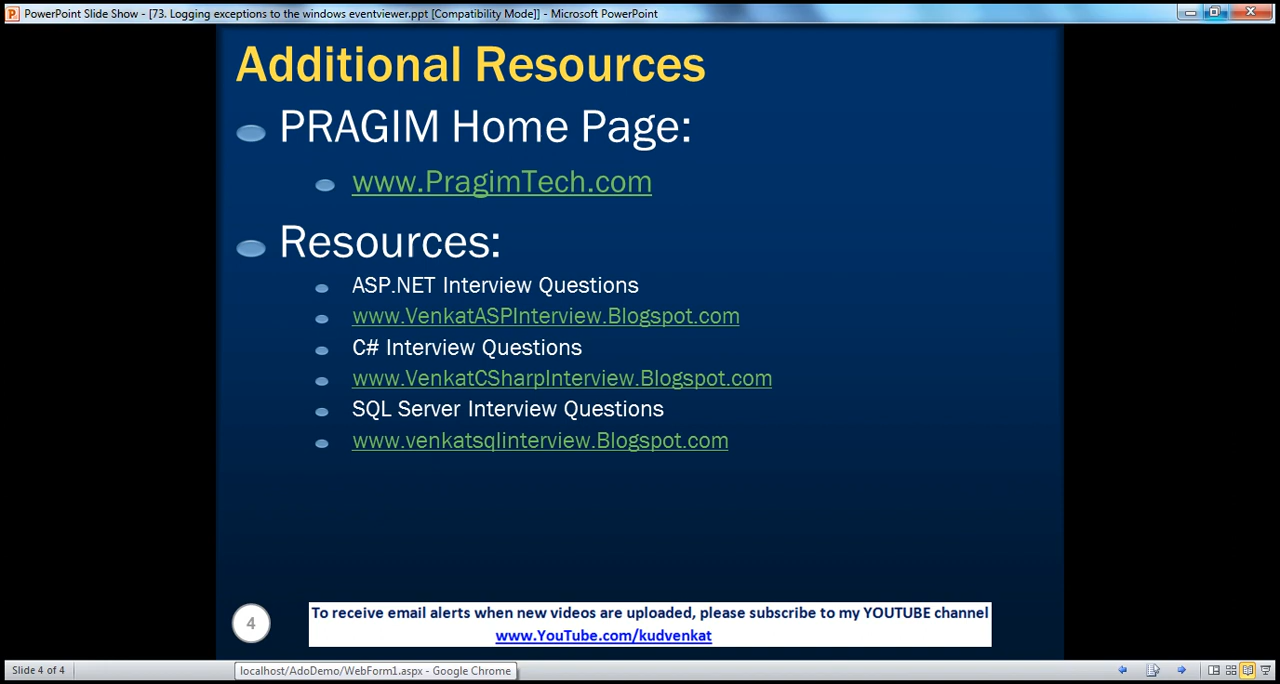 PowerPoint Slide Show - [73. Logging exceptions to the windows eventviewer.ppt [Compatibility Mode]] - Microsoft PowerPoint
Additional Resources
PRAGIM Home Page:
www.PragimTech.com
Resources:
ASP.NET Interview Questions
www.VenkatASPInterview.Blogspot.com
C# Interview Questions
www.VenkatCSharpInterview.Blogspot.com
SQL Server Interview Questions
www.venkatsqlinterview.Blogspot.com
4
To receive email alerts when new videos are uploaded, please subscribe to my YOUTUBE channel
www.YouTube.com/kudvenkat
Slide 4 of 4
localhost/AdoDemo/WebForm1.aspx - Google Chrome